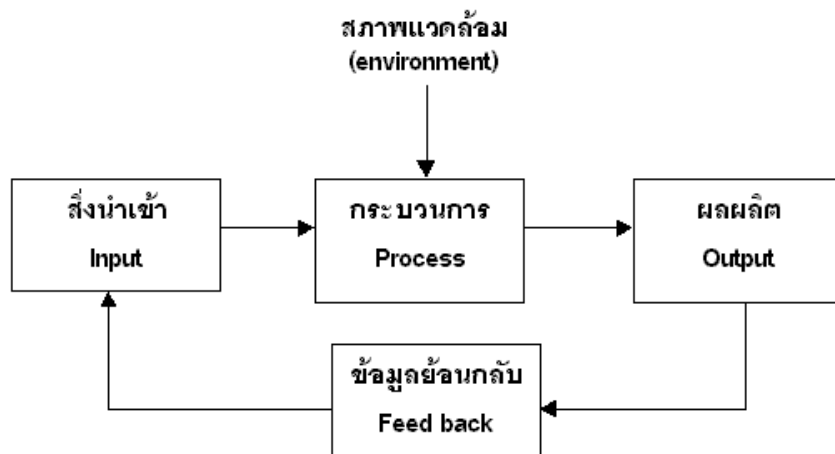 สภาพแวดล้อม
(environment)
สิ่งนำเข้า
Input
กระบวนการ
Process
ผลผลิต
Output
ข้อมูลย้อนกลับ
Feed back